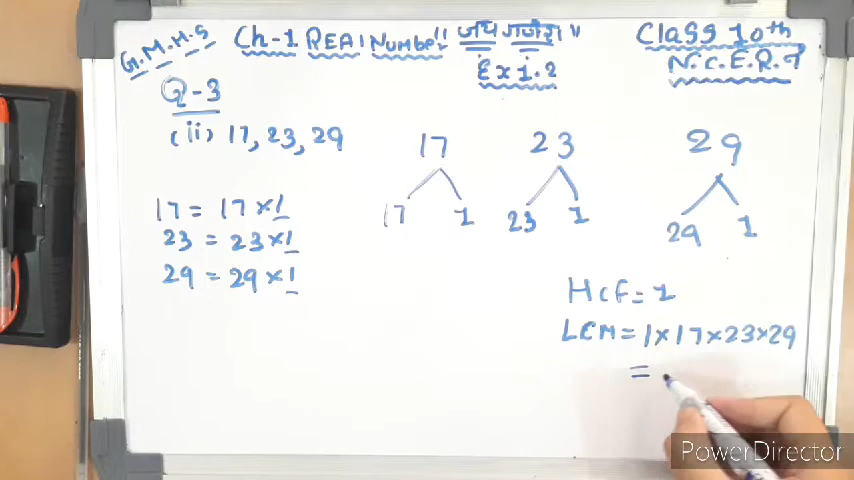 G.M.H.S
Ch-1 REAl NumbeR "जय गणेश"
Class 10th
Ex 1.2
N.C.E.R.T
Q-3
(ii) 17, 23, 29
17
23
29
17 1
23 1
29 1
17 = 17×1
23 = 23×1
29 = 29×1
Hcf = 1
LCM = 1×17×23×29
=
PowerDirector